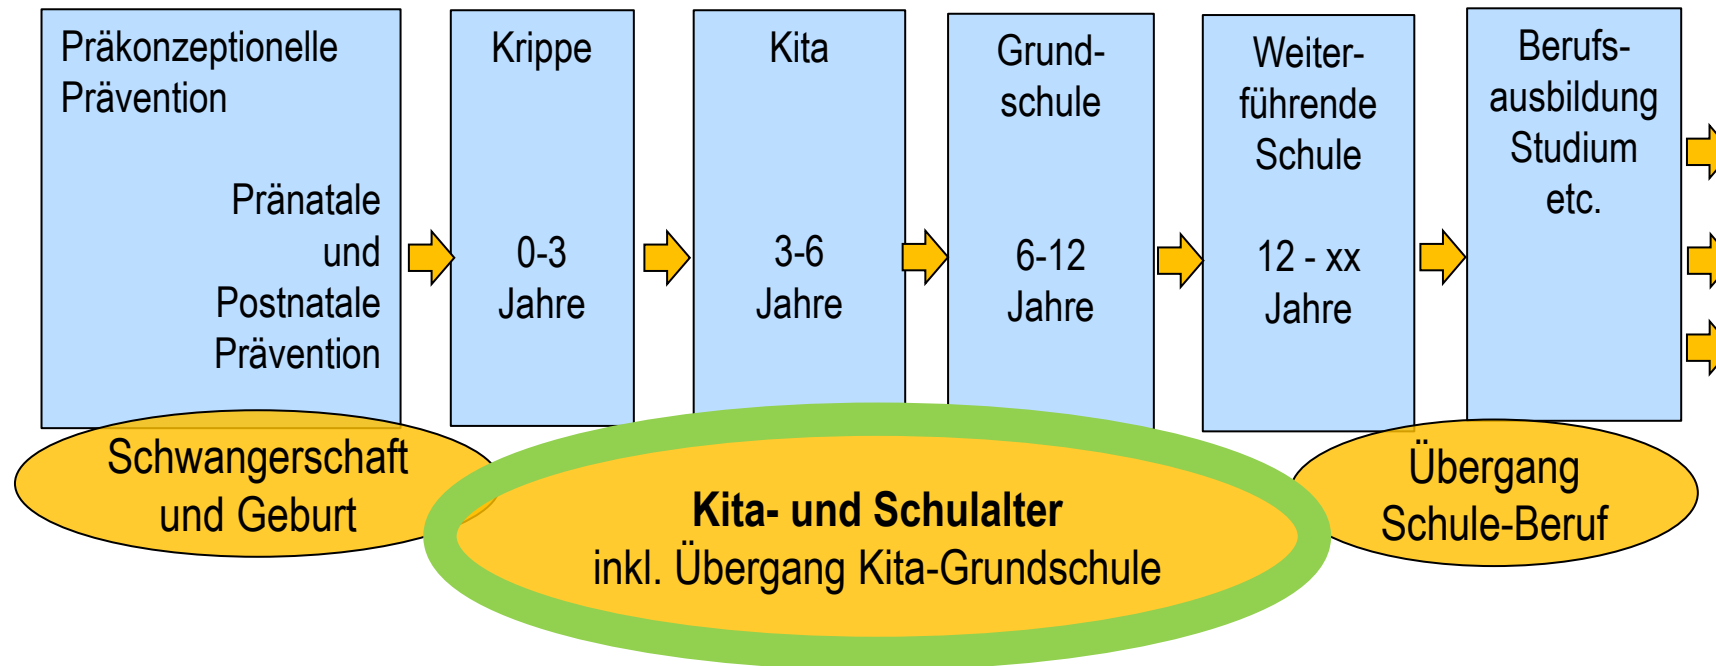 Präkonzeptionelle
Prävention
Pränatale
und
Postnatale
Prävention
Krippe
0-3
Jahre
Kita
3-6
Jahre
Grund-
schule
6-12
Jahre
Weiter-
führende
Schule
12 - xx
Jahre
Berufs-
ausbildung
Studium
etc.
Schwangerschaft
und Geburt
Kita- und Schulalter
inkl. Übergang Kita-Grundschule
Übergang
Schule-Beruf